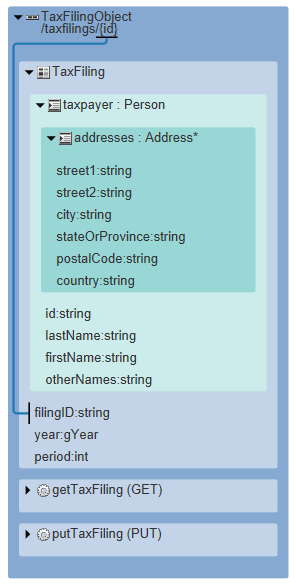 TaxFilingObject
/taxfilings/{id}
TaxFiling
taxpayer : Person
addresses : Address*
street1:string
street2:string
city:string
stateOrProvince:string
postalCode:string
country:string
id:string
lastName:string
firstName:string
otherNames:string
filingID:string
year:gYear
period:int
getTaxFiling (GET)
putTaxFiling (PUT)